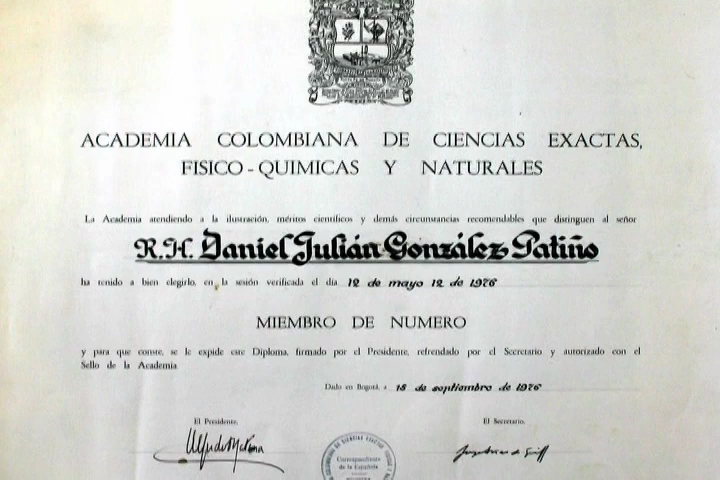 ACADEMIA COLOMBIANA DE CIENCIAS EXACTAS,
FISICO-QUIMICAS Y NATURALES
La Academia atendiendo a la ilustración, méritos científicos y demás circunstancias recomendables que distinguen al señor
R.H. Daniel Julián González Patiño
ha tenido a bien elegirlo, en la sesión verificada el día 12 de mayo 12 de 1976
MIEMBRO DE NUMERO
y para que conste, se le expide este Diploma, firmado por el Presidente, refrendado por el Secretario y autorizado con el
Sello de la Academia
Dado en Bogotá, a 15 de septiembre de 1976
El Presidente,
El Secretario,
Correspondiente
de la Española